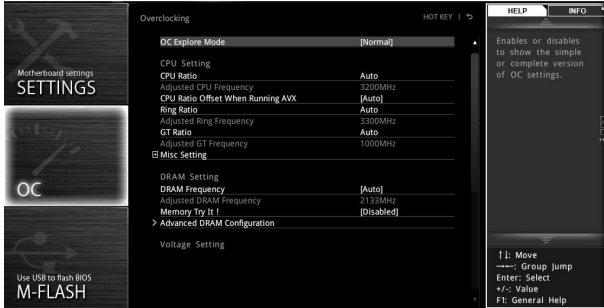 Overclocking
HOT KEY |
HELP
INFO
Motherboard settings
SETTINGS
OC
Use USB to flash BIOS
M-FLASH
OC Explore Mode [Normal]
CPU Setting
CPU Ratio Auto
Adjusted CPU Frequency 3200MHz
CPU Ratio Offset When Running AVX [Auto]
Ring Ratio Auto
Adjusted Ring Frequency 3300MHz
GT Ratio Auto
Adjusted GT Frequency 1000MHz
Misc Setting
DRAM Setting
DRAM Frequency [Auto]
Adjusted DRAM Frequency 2133MHz
Memory Try It ! [Disabled]
> Advanced DRAM Configuration
Voltage Setting
Enables or disables
to show the simple
or complete version
of OC settings.
↑↓: Move
→←: Group Jump
Enter: Select
+/-: Value
F1: General Help